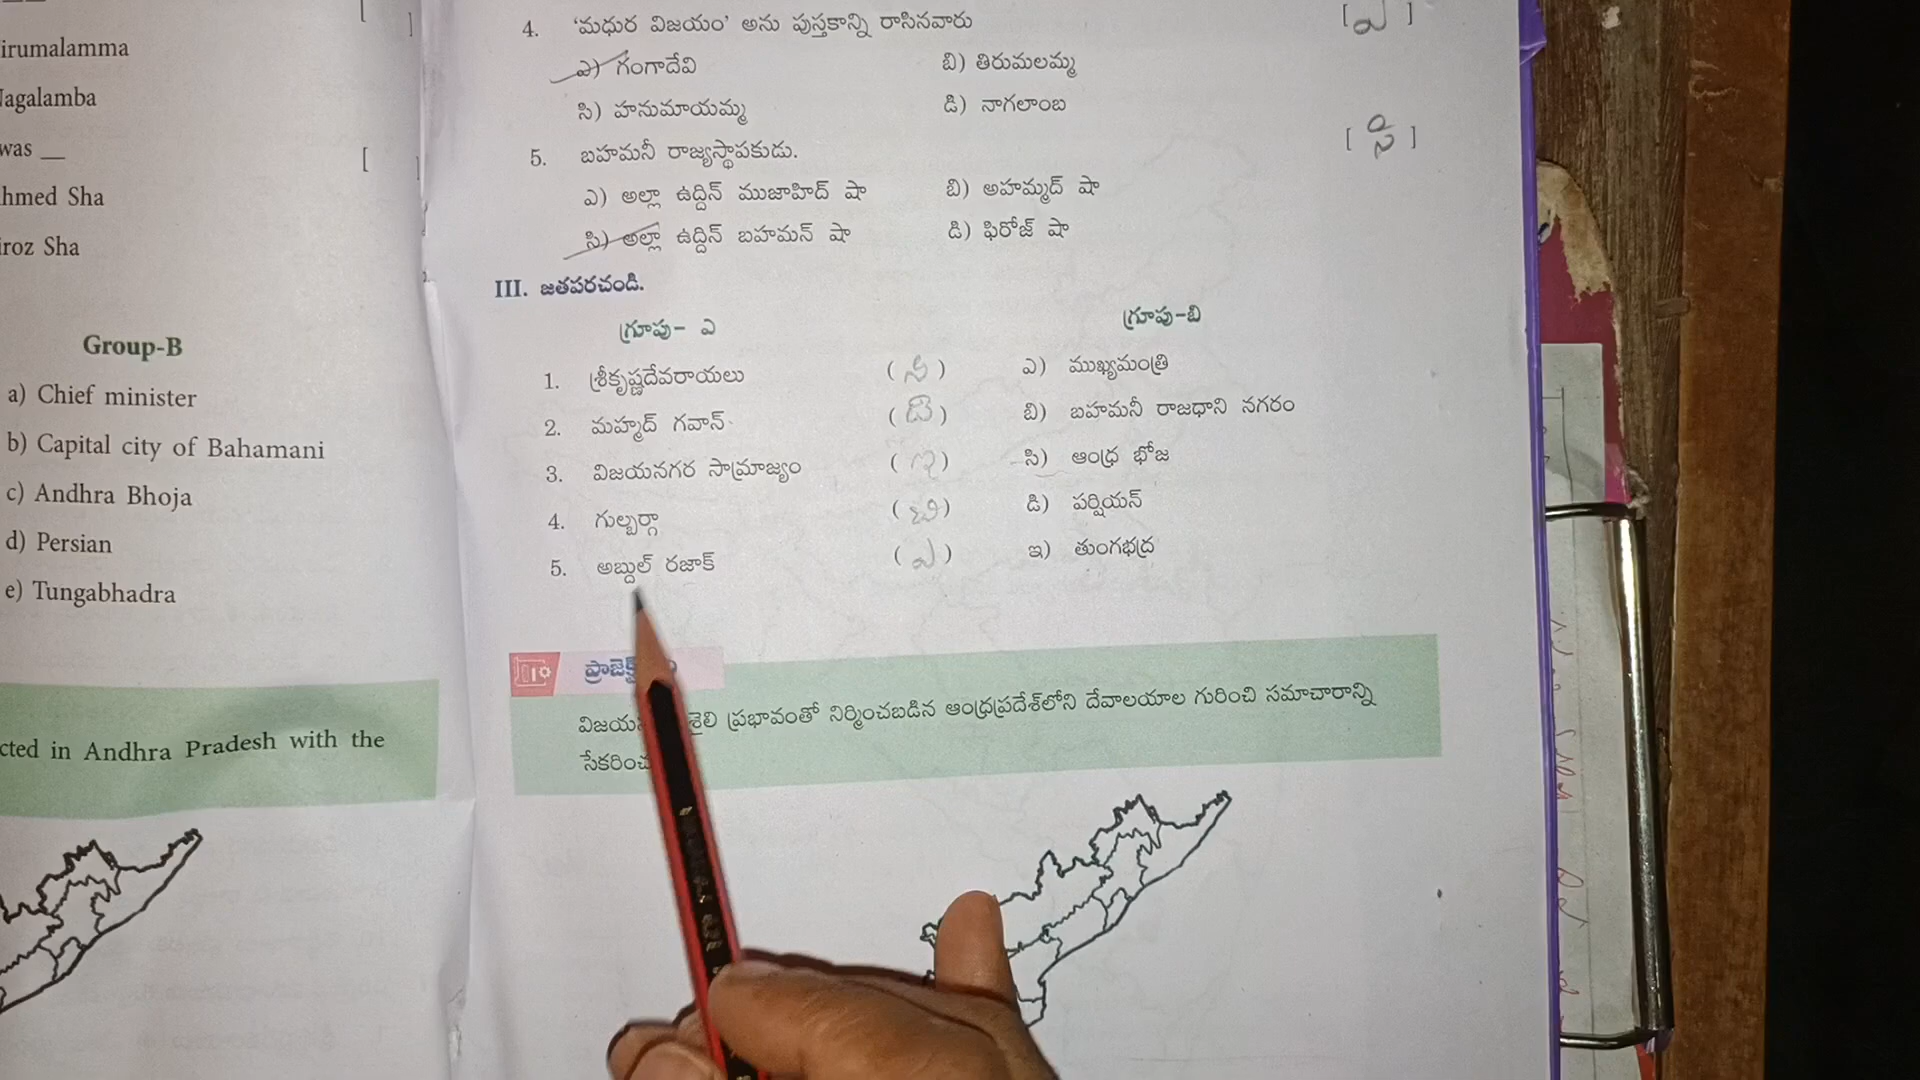 irumalamma
Nagalamba
was __ [ ]
hmed Sha
iroz Sha
Group-B
a) Chief minister
b) Capital city of Bahamani
c) Andhra Bhoja
d) Persian
e) Tungabhadra
cted in Andhra Pradesh with the
4. ‘మధుర విజయం’ అను పుస్తకాన్ని రాసినవారు [ఎ]
ఎ) గంగాదేవి బి) తిరుమలమ్మ
సి) హనుమాయమ్మ డి) నాగలాంబ
5. బహమనీ రాజ్యస్థాపకుడు. [సి]
ఎ) అల్లా ఉద్దిన్ ముజాహిద్ షా బి) అహమ్మద్ షా
సి) అల్లా ఉద్దిన్ బహమన్ షా డి) ఫిరోజ్ షా
III. జతపరచండి.
గ్రూపు- ఎ గ్రూపు-బి
1. శ్రీకృష్ణదేవరాయలు (సి) ఎ) ముఖ్యమంత్రి
2. మహ్మద్ గవాన్ (డి) బి) బహమనీ రాజధాని నగరం
3. విజయనగర సామ్రాజ్యం (ఇ) సి) ఆంధ్ర భోజ
4. గుల్బర్గా (బి) డి) పర్షియన్
5. అబ్దుల్ రజాక్ (ఎ) ఇ) తుంగభద్ర
శైలి ప్రభావంతో నిర్మించబడిన ఆంధ్రప్రదేశ్‌లోని దేవాలయాల గురించి సమాచారాన్ని